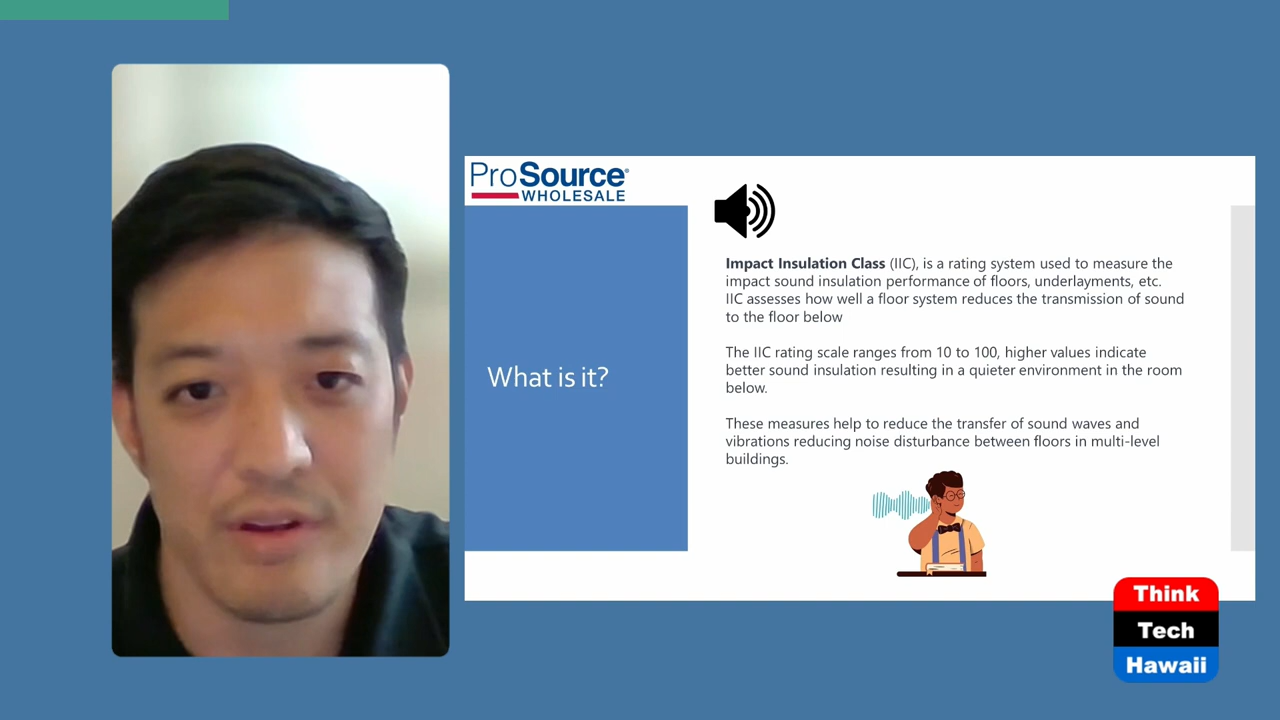 ProSource®
WHOLESALE
What is it?
Impact Insulation Class (IIC), is a rating system used to measure the
impact sound insulation performance of floors, underlayments, etc.
IIC assesses how well a floor system reduces the transmission of sound
to the floor below
The IIC rating scale ranges from 10 to 100, higher values indicate
better sound insulation resulting in a quieter environment in the room
below.
These measures help to reduce the transfer of sound waves and
vibrations reducing noise disturbance between floors in multi-level
buildings.
Think
Tech
Hawaii